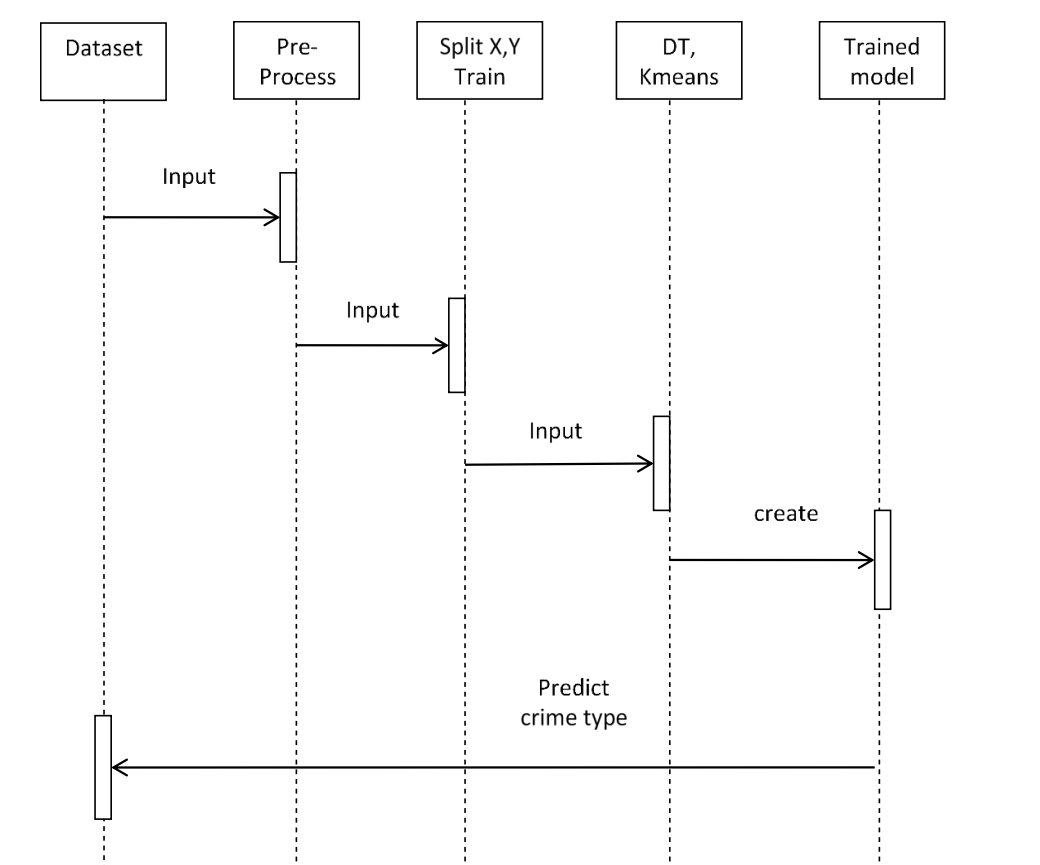 Dataset
Pre-
Process
Split X,Y
Train
DT,
Kmeans
Trained
model
Input
Input
Input
create
Predict
crime type